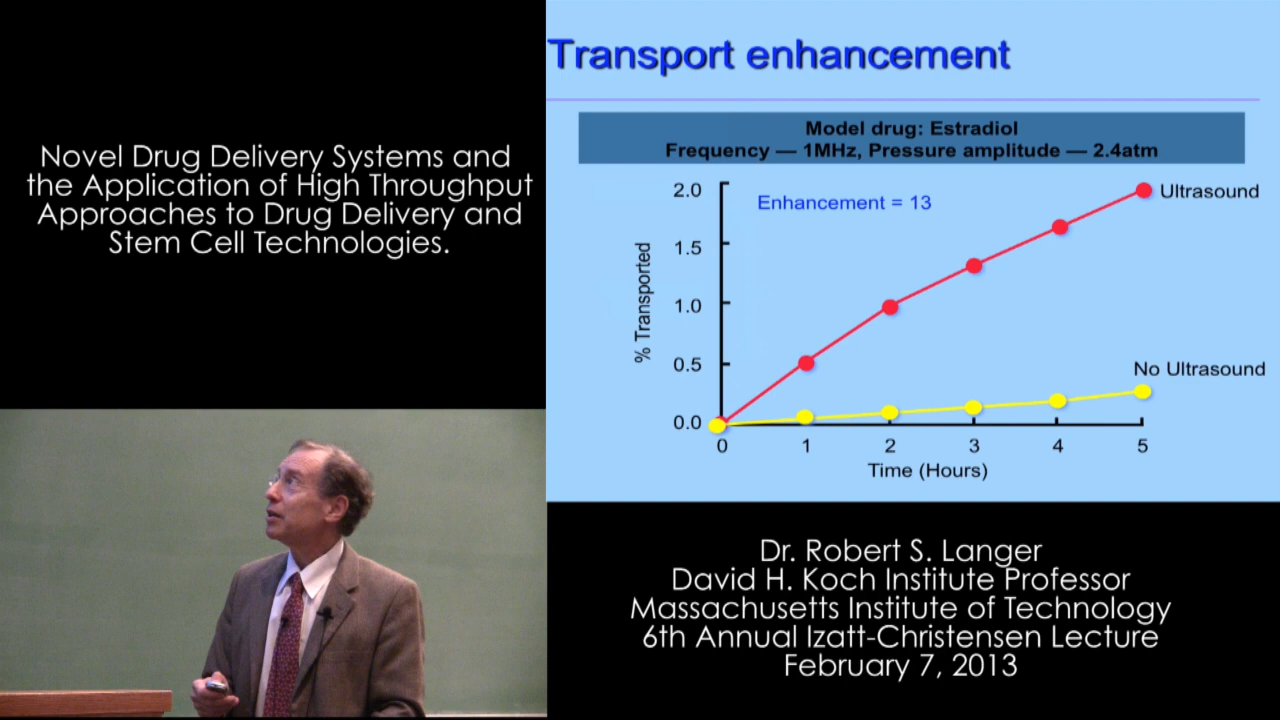 Novel Drug Delivery Systems and
the Application of High Throughput
Approaches to Drug Delivery and
Stem Cell Technologies.
Transport enhancement
Model drug: Estradiol
Frequency — 1MHz, Pressure amplitude — 2.4atm
Enhancement = 13
Ultrasound
No Ultrasound
% Transported
2.0
1.5
1.0
0.5
0.0
0 1 2 3 4 5
Time (Hours)
Dr. Robert S. Langer
David H. Koch Institute Professor
Massachusetts Institute of Technology
6th Annual Izatt-Christensen Lecture
February 7, 2013